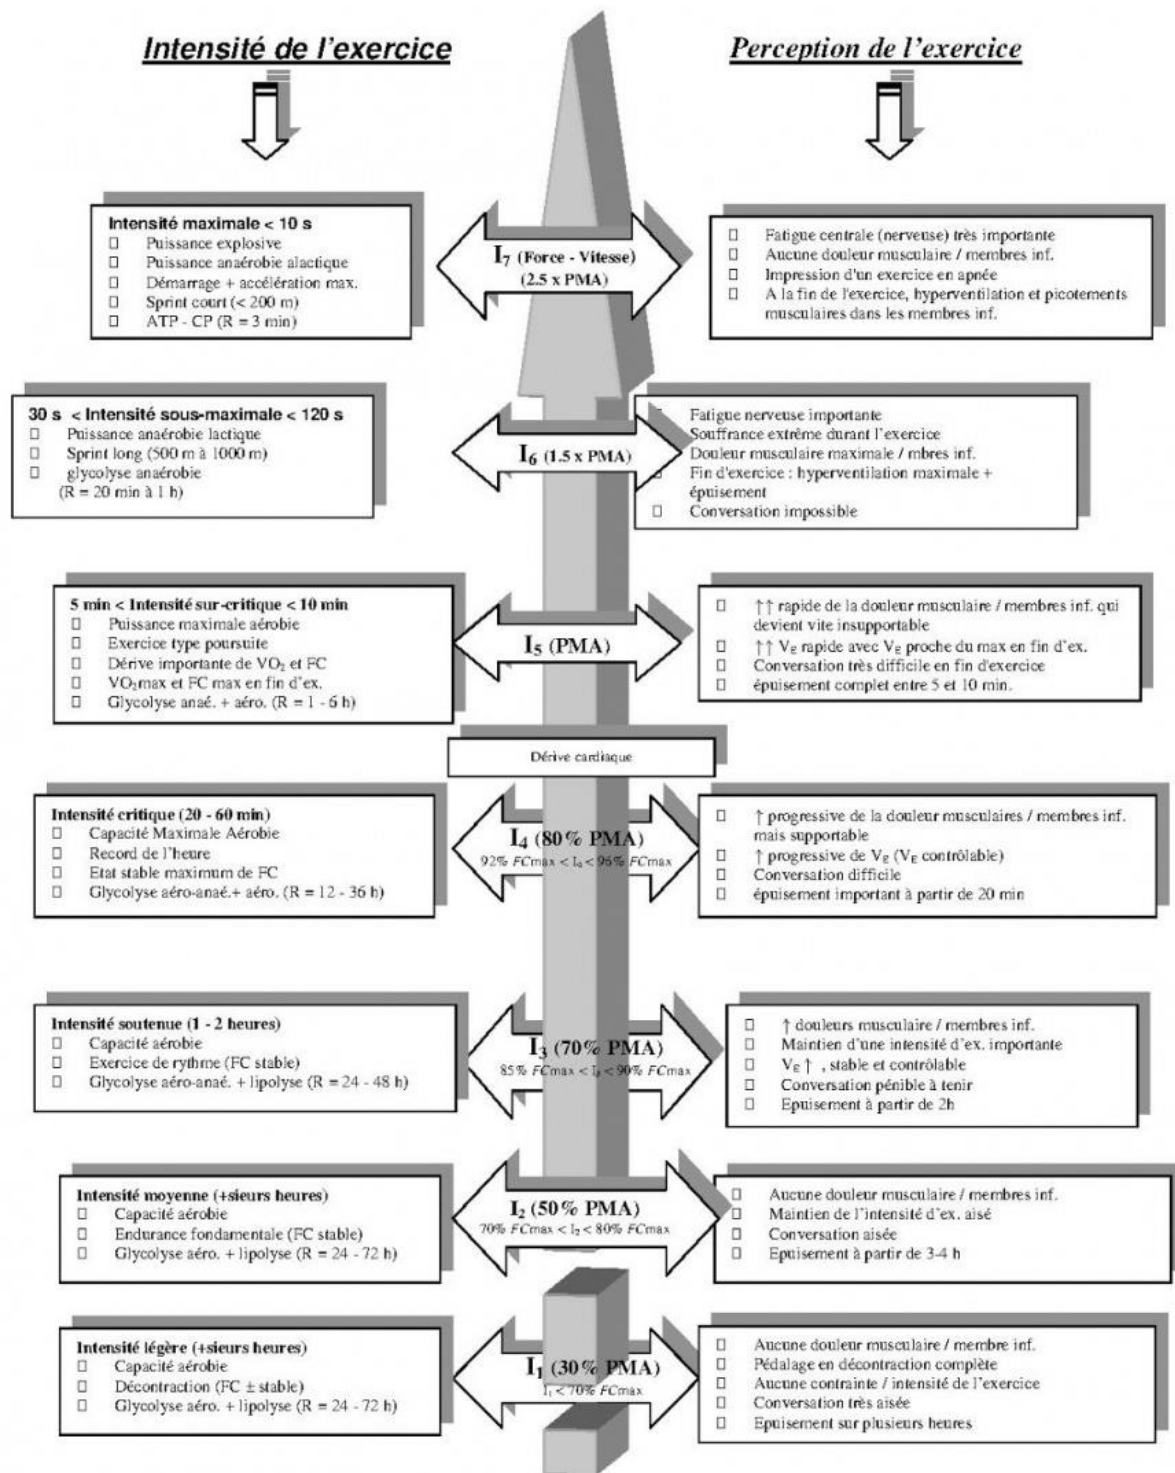 Intensité de l'exercice
Perception de l'exercice
Intensité maximale < 10 s
Puissance explosive
Puissance anaérobie alactique
Démarrage + accélération max.
Sprint court (< 200 m)
ATP - CP (R = 3 min)
I7 (Force - Vitesse)
(2.5 x PMA)
Fatigue centrale (nerveuse) très importante
Aucune douleur musculaire / membres inf.
Impression d'un exercice en apnée
A la fin de l'exercice, hyperventilation et picotements
musculaires dans les membres inf.
30 s < Intensité sous-maximale < 120 s
Puissance anaérobie lactique
Sprint long (500 m à 1000 m)
glycolyse anaérobie
(R = 20 min à 1 h)
I6 (1.5 x PMA)
Fatigue nerveuse importante
Souffrance extrême durant l'exercice
Douleur musculaire maximale / mbres inf.
Fin d'exercice : hyperventilation maximale +
épuisement
Conversation impossible
5 min < Intensité sur-critique < 10 min
Puissance maximale aérobie
Exercice type poursuite
Dérive importante de VO2 et FC
VO2max et FC max en fin d'ex.
Glycolyse anaé. + aéro. (R = 1 - 6 h)
I5 (PMA)
↑↑ rapide de la douleur musculaire / membres inf. qui
devient vite insupportable
↑↑ VE rapide avec VE proche du max en fin d'ex.
Conversation très difficile en fin d'exercice
épuisement complet entre 5 et 10 min.
Dérive cardiaque
Intensité critique (20 - 60 min)
Capacité Maximale Aérobie
Record de l'heure
Etat stable maximum de FC
Glycolyse aéro-anaé.+ aéro. (R = 12 - 36 h)
I4 (80% PMA)
92% FCmax < I4 < 96% FCmax
↑ progressive de la douleur musculaires / membres inf.
mais supportable
↑ progressive de VE (VE contrôlable)
Conversation difficile
épuisement important à partir de 20 min
Intensité soutenue (1 - 2 heures)
Capacité aérobie
Exercice de rythme (FC stable)
Glycolyse aéro-anaé. + lipolyse (R = 24 - 48 h)
I3 (70% PMA)
85% FCmax < I3 < 90% FCmax
↑ douleurs musculaire / membres inf.
Maintien d'une intensité d'ex. importante
VE ↑ , stable et contrôlable
Conversation pénible à tenir
Epuisement à partir de 2h
Intensité moyenne (+sieurs heures)
Capacité aérobie
Endurance fondamentale (FC stable)
Glycolyse aéro. + lipolyse (R = 24 - 72 h)
I2 (50% PMA)
70% FCmax < I2 < 80% FCmax
Aucune douleur musculaire / membres inf.
Maintien de l'intensité d'ex. aisé
Conversation aisée
Epuisement à partir de 3-4 h
Intensité légère (+sieurs heures)
Capacité aérobie
Décontraction (FC ± stable)
Glycolyse aéro. + lipolyse (R = 24 - 72 h)
I1 (30% PMA)
I1 < 70% FCmax
Aucune douleur musculaire / membre inf.
Pédalage en décontraction complète
Aucune contrainte / intensité de l'exercice
Conversation très aisée
Epuisement sur plusieurs heures